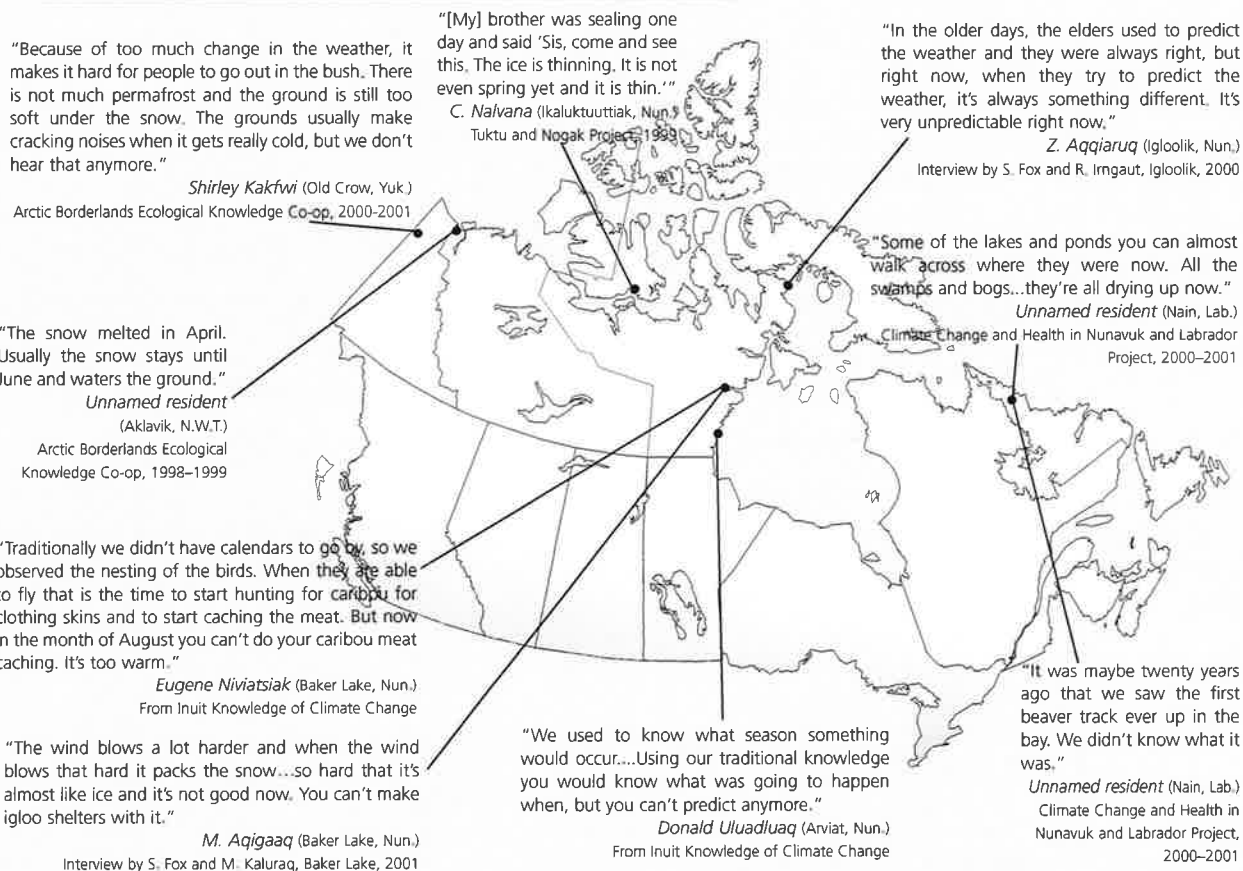 "Because of too much change in the weather, it
makes it hard for people to go out in the bush. There
is not much permafrost and the ground is still too
soft under the snow. The grounds usually make
cracking noises when it gets really cold, but we don't
hear that anymore."
Shirley Kakfwi (Old Crow, Yuk.)
Arctic Borderlands Ecological Knowledge Co-op, 2000-2001
"[My] brother was sealing one
day and said 'Sis, come and see
this. The ice is thinning. It is not
even spring yet and it is thin.'"
C. Nalvana (Ikaluktuuttiak, Nun.)
Tuktu and Nogak Project, 1999
"In the older days, the elders used to predict
the weather and they were always right, but
right now, when they try to predict the
weather, it's always something different. It's
very unpredictable right now."
Z. Aqqiaruq (Igloolik, Nun.)
Interview by S. Fox and R. Irngaut, Igloolik, 2000
"Some of the lakes and ponds you can almost
walk across where they were now. All the
swamps and bogs...they're all drying up now."
Unnamed resident (Nain, Lab.)
Climate Change and Health in Nunavuk and Labrador
Project, 2000–2001
"The snow melted in April.
Usually the snow stays until
June and waters the ground."
Unnamed resident
(Aklavik, N.W.T.)
Arctic Borderlands Ecological
Knowledge Co-op, 1998–1999
"Traditionally we didn't have calendars to go by, so we
observed the nesting of the birds. When they are able
to fly that is the time to start hunting for caribou for
clothing skins and to start caching the meat. But now
in the month of August you can't do your caribou meat
caching. It's too warm."
Eugene Niviatsiak (Baker Lake, Nun.)
From Inuit Knowledge of Climate Change
"The wind blows a lot harder and when the wind
blows that hard it packs the snow...so hard that it's
almost like ice and it's not good now. You can't make
igloo shelters with it."
M. Aqigaaq (Baker Lake, Nun.)
Interview by S. Fox and M. Kaluraq, Baker Lake, 2001
"We used to know what season something
would occur....Using our traditional knowledge
you would know what was going to happen
when, but you can't predict anymore."
Donald Uluadluaq (Arviat, Nun.)
From Inuit Knowledge of Climate Change
"It was maybe twenty years
ago that we saw the first
beaver track ever up in the
bay. We didn't know what it
was."
Unnamed resident (Nain, Lab.)
Climate Change and Health in
Nunavuk and Labrador Project,
2000–2001